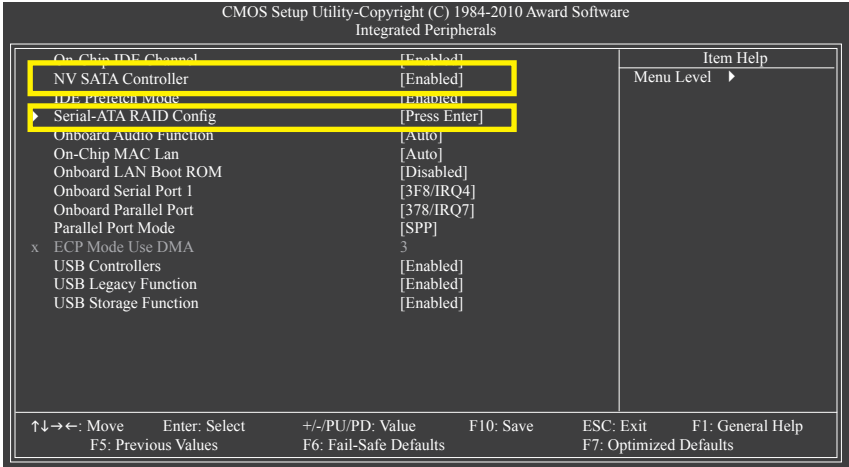 CMOS Setup Utility-Copyright (C) 1984-2010 Award Software
Integrated Peripherals
On-Chip IDE Channel [Enabled]
NV SATA Controller [Enabled]
IDE Prefetch Mode [Enabled]
Serial-ATA RAID Config [Press Enter]
Onboard Audio Function [Auto]
On-Chip MAC Lan [Auto]
Onboard LAN Boot ROM [Disabled]
Onboard Serial Port 1 [3F8/IRQ4]
Onboard Parallel Port [378/IRQ7]
Parallel Port Mode [SPP]
x ECP Mode Use DMA 3
USB Controllers [Enabled]
USB Legacy Function [Enabled]
USB Storage Function [Enabled]
Item Help
Menu Level ▶
↑↓→←: Move Enter: Select +/-/PU/PD: Value F10: Save ESC: Exit F1: General Help
F5: Previous Values F6: Fail-Safe Defaults F7: Optimized Defaults